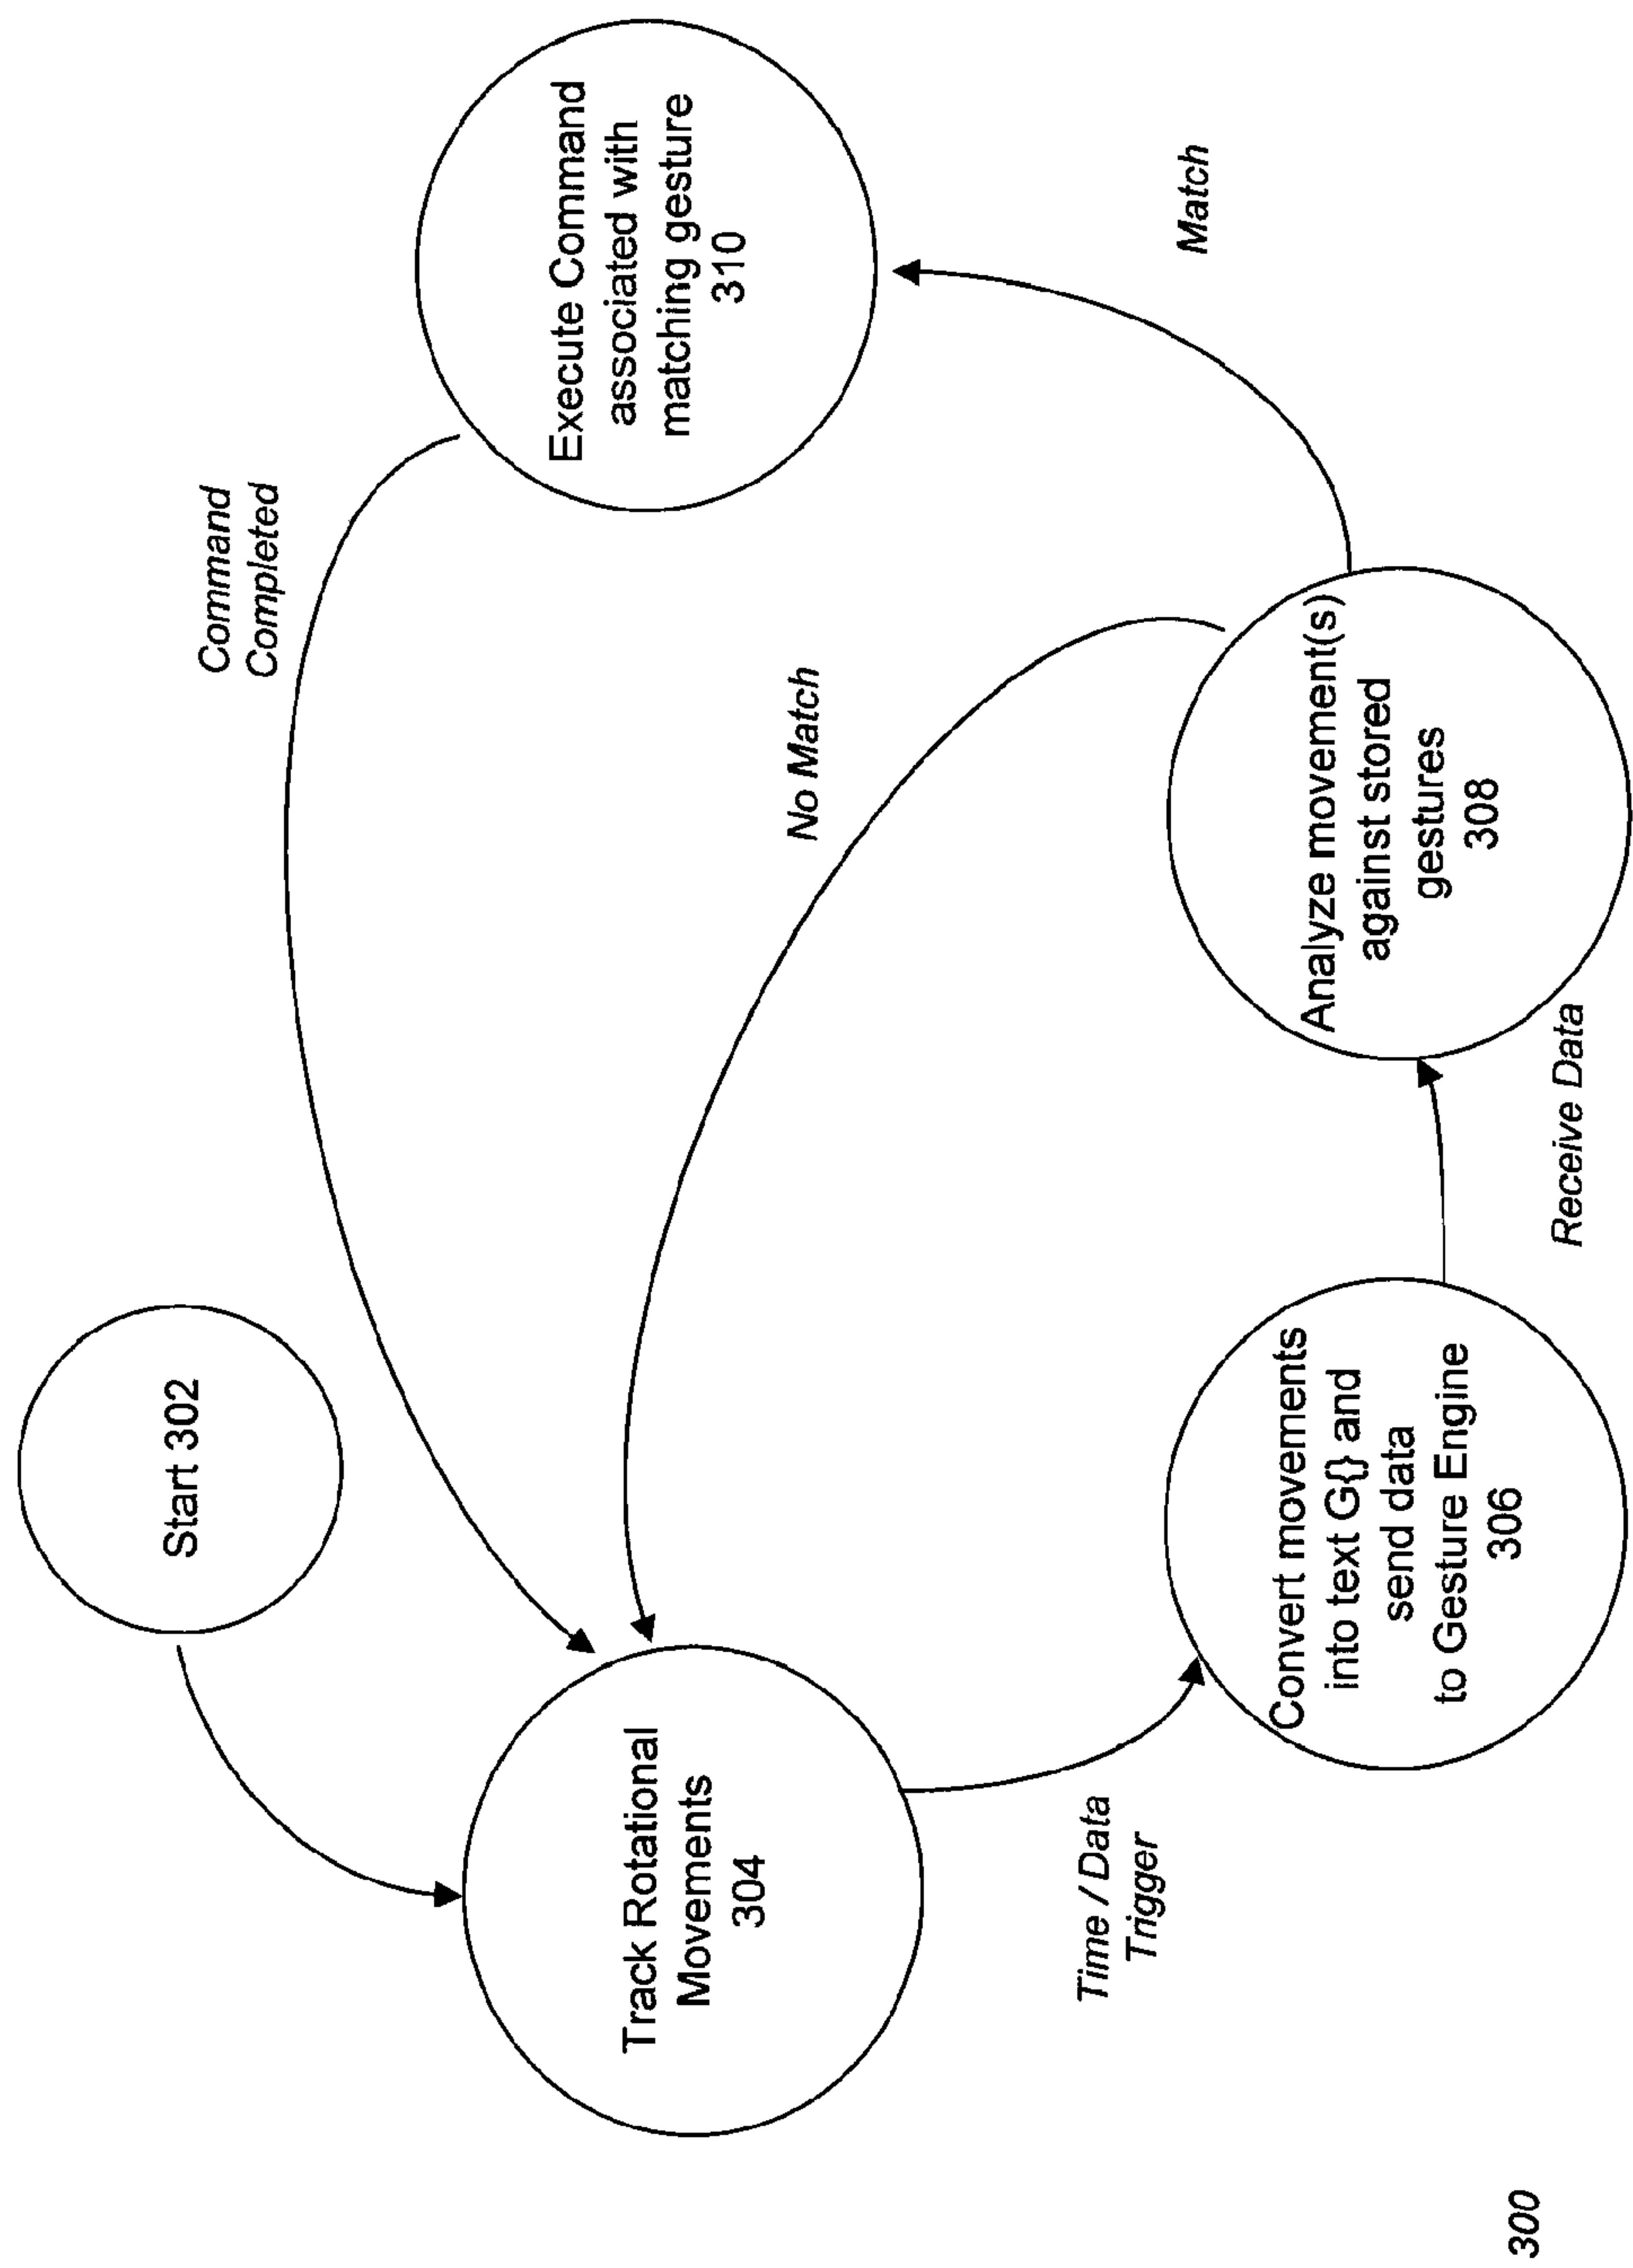 Start 302
Command
Completed
Execute Command
associated with
matching gesture
310
Track Rotational
Movements
304
No Match
Match
Time / Data
Trigger
Convert movements
into text G{} and
send data
to Gesture Engine
306
Receive Data
Analyze movement(s)
against stored
gestures
308
300